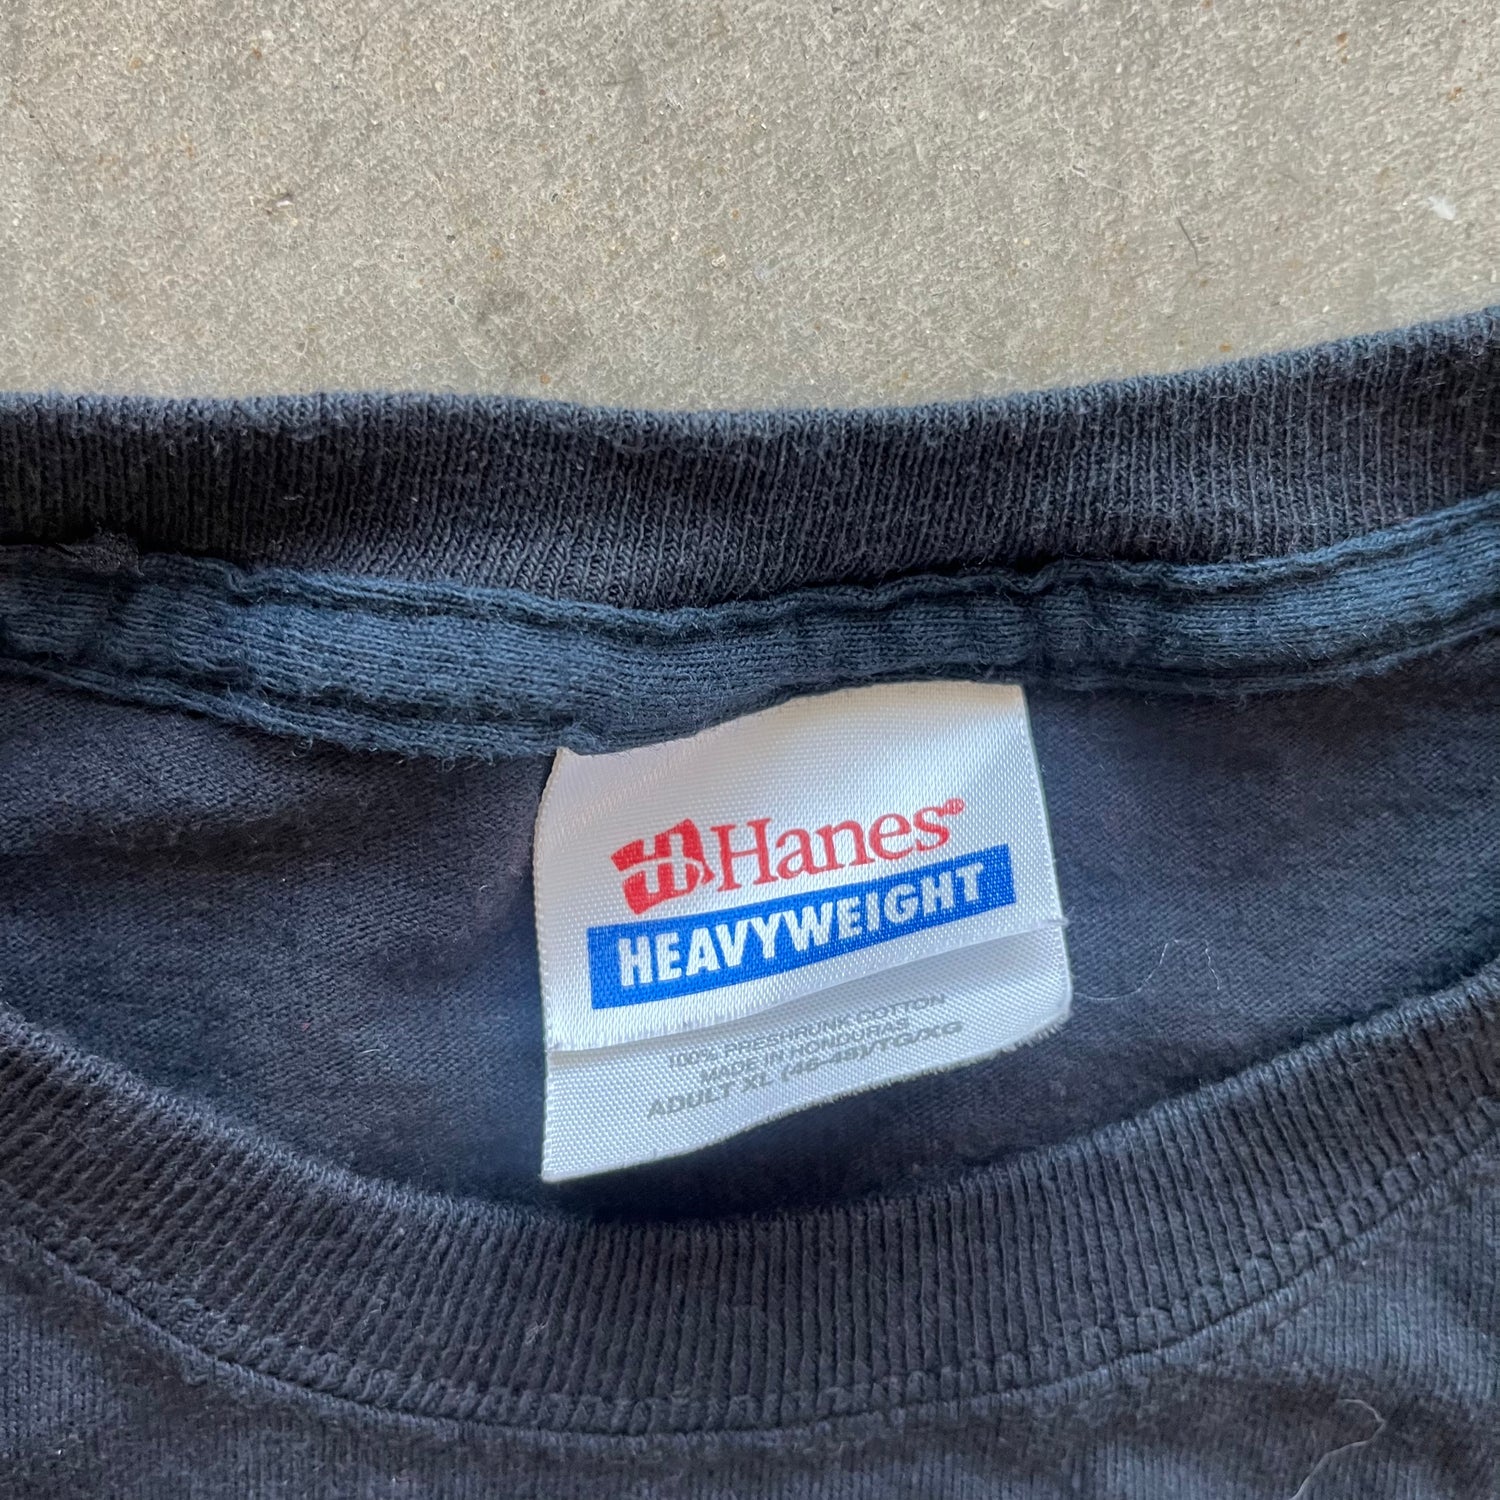 Hanes®
HEAVYWEIGHT
100% PRESHRUNK COTTON
MADE IN HONDURAS
ADULT XL (46-48)/TG/XG